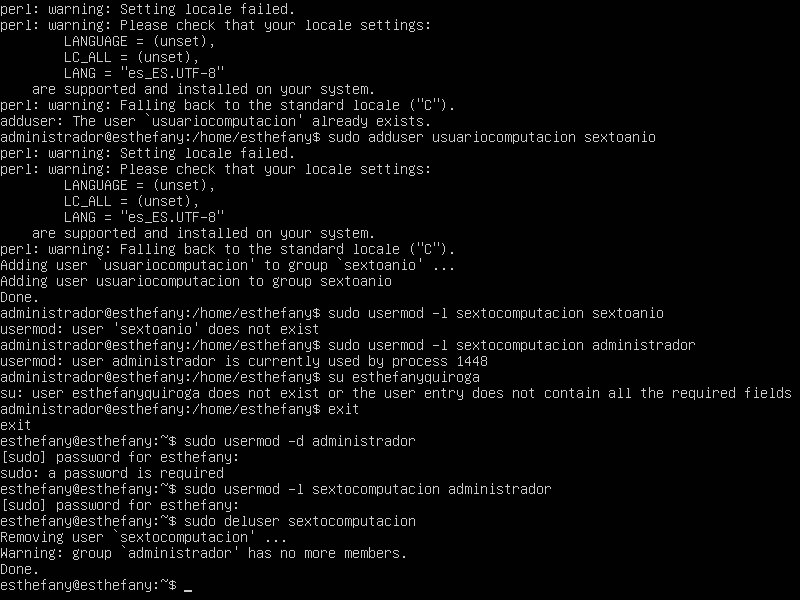 perl: warning: Setting locale failed.
perl: warning: Please check that your locale settings:
        LANGUAGE = (unset),
        LC_ALL = (unset),
        LANG = "es_ES.UTF-8"
    are supported and installed on your system.
perl: warning: Falling back to the standard locale ("C").
adduser: The user `usuariocomputacion' already exists.
administrador@esthefany:/home/esthefany$ sudo adduser usuariocomputacion sextoanio
perl: warning: Setting locale failed.
perl: warning: Please check that your locale settings:
        LANGUAGE = (unset),
        LC_ALL = (unset),
        LANG = "es_ES.UTF-8"
    are supported and installed on your system.
perl: warning: Falling back to the standard locale ("C").
Adding user `usuariocomputacion' to group `sextoanio' ...
Adding user usuariocomputacion to group sextoanio
Done.
administrador@esthefany:/home/esthefany$ sudo usermod -l sextocomputacion sextoanio
usermod: user 'sextoanio' does not exist
administrador@esthefany:/home/esthefany$ sudo usermod -l sextocomputacion administrador
usermod: user administrador is currently used by process 1448
administrador@esthefany:/home/esthefany$ su esthefanyquiroga
su: user esthefanyquiroga does not exist or the user entry does not contain all the required fields
administrador@esthefany:/home/esthefany$ exit
exit
esthefany@esthefany:~$ sudo usermod -d administrador
[sudo] password for esthefany:
sudo: a password is required
esthefany@esthefany:~$ sudo usermod -l sextocomputacion administrador
[sudo] password for esthefany:
esthefany@esthefany:~$ sudo deluser sextocomputacion
Removing user `sextocomputacion' ...
Warning: group `administrador' has no more members.
Done.
esthefany@esthefany:~$ _